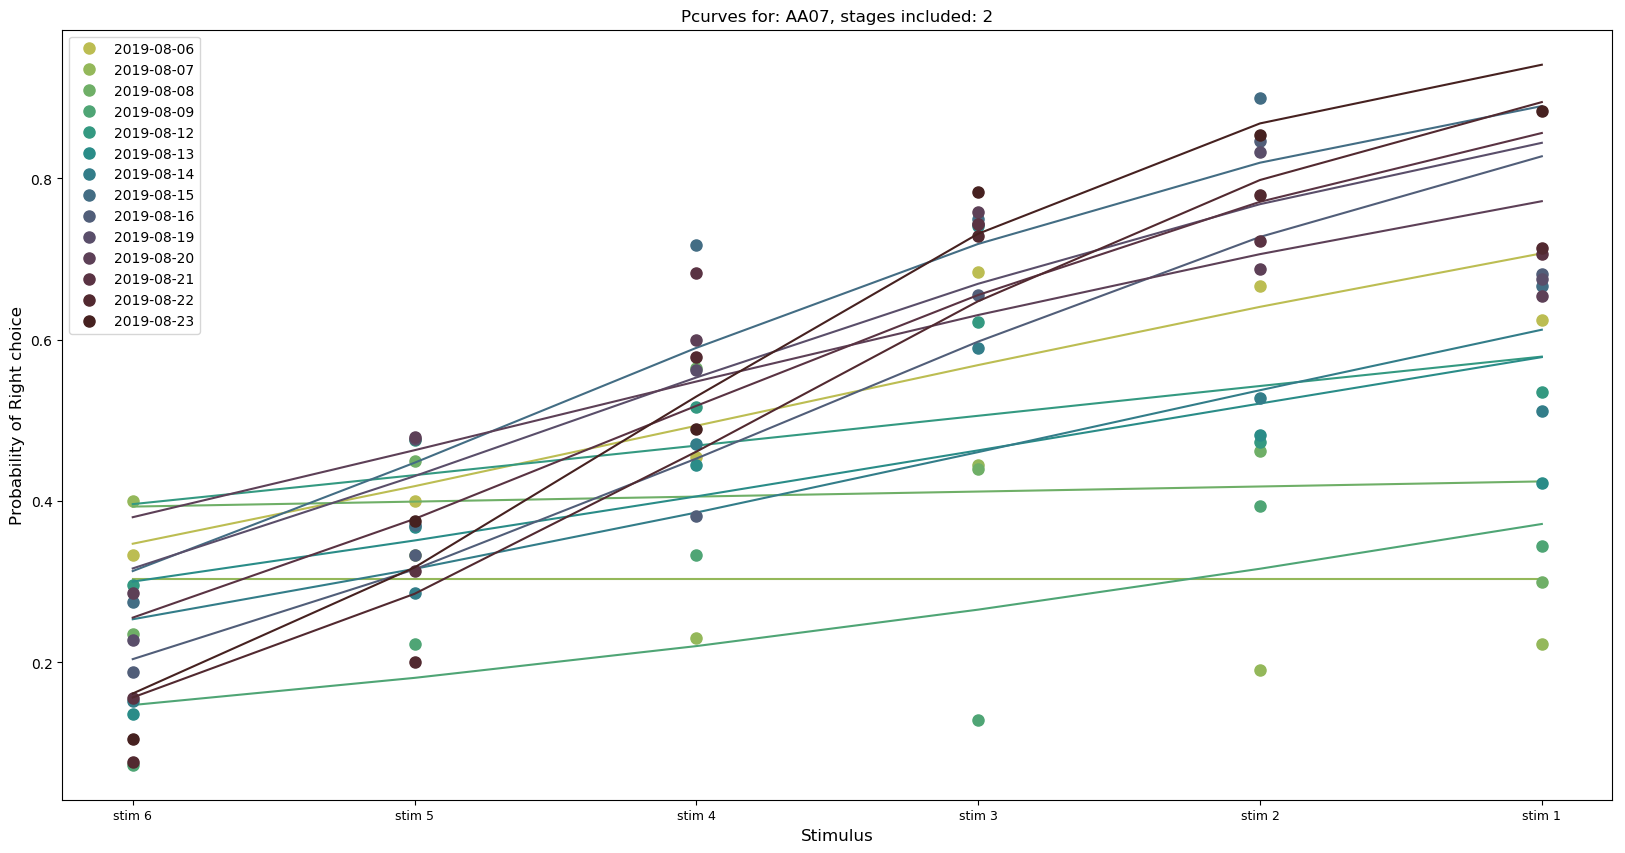 Pcurves for: AA07, stages included: 2
2019-08-06
2019-08-07
2019-08-08
2019-08-09
2019-08-12
2019-08-13
2019-08-14
2019-08-15
2019-08-16
2019-08-19
2019-08-20
2019-08-21
2019-08-22
2019-08-23
Probability of Right choice
0.8
0.6
0.4
0.2
stim 6
stim 5
stim 4
stim 3
stim 2
stim 1
Stimulus